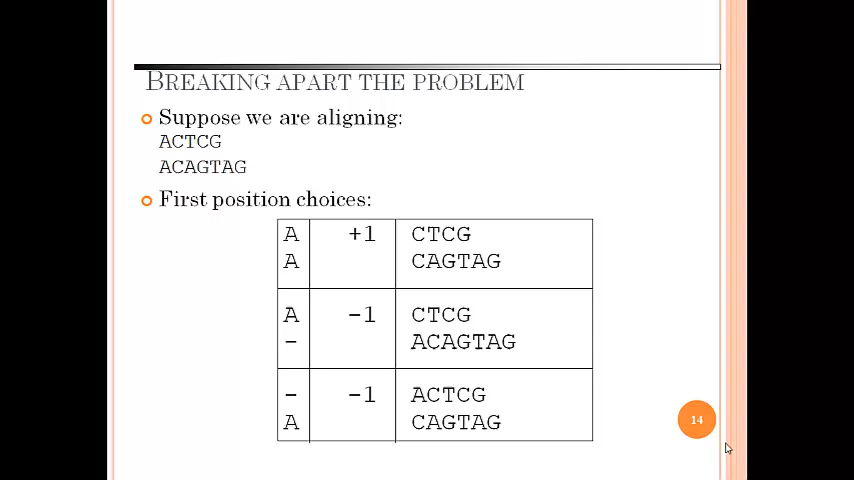 BREAKING APART THE PROBLEM
Suppose we are aligning:
ACTCG
ACAGTAG
First position choices:
A +1 CTCG
A CAGTAG
A -1 CTCG
- ACAGTAG
- -1 ACTCG
A CAGTAG
14